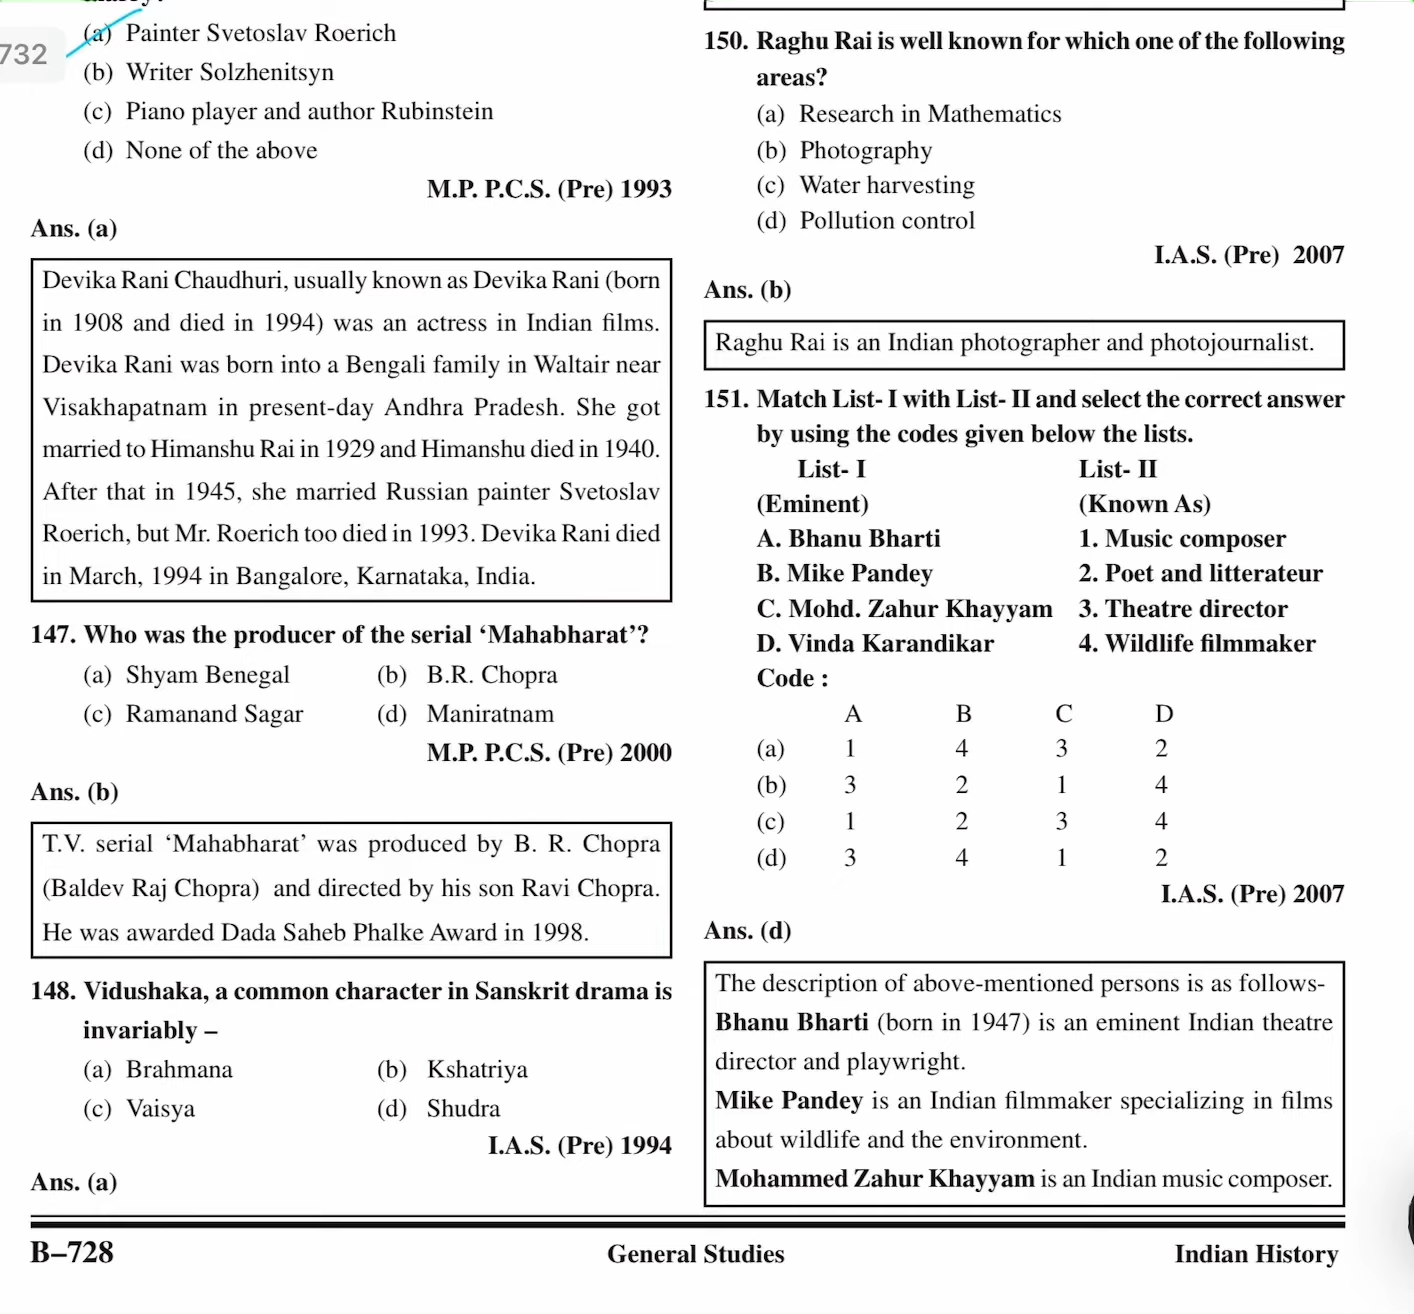 732
(a) Painter Svetoslav Roerich
(b) Writer Solzhenitsyn
(c) Piano player and author Rubinstein
(d) None of the above
M.P. P.C.S. (Pre) 1993
Ans. (a)
Devika Rani Chaudhuri, usually known as Devika Rani (born
in 1908 and died in 1994) was an actress in Indian films.
Devika Rani was born into a Bengali family in Waltair near
Visakhapatnam in present-day Andhra Pradesh. She got
married to Himanshu Rai in 1929 and Himanshu died in 1940.
After that in 1945, she married Russian painter Svetoslav
Roerich, but Mr. Roerich too died in 1993. Devika Rani died
in March, 1994 in Bangalore, Karnataka, India.
147. Who was the producer of the serial ‘Mahabharat’?
(a) Shyam Benegal (b) B.R. Chopra
(c) Ramanand Sagar (d) Maniratnam
M.P. P.C.S. (Pre) 2000
Ans. (b)
T.V. serial ‘Mahabharat’ was produced by B. R. Chopra
(Baldev Raj Chopra) and directed by his son Ravi Chopra.
He was awarded Dada Saheb Phalke Award in 1998.
148. Vidushaka, a common character in Sanskrit drama is
invariably –
(a) Brahmana (b) Kshatriya
(c) Vaisya (d) Shudra
I.A.S. (Pre) 1994
Ans. (a)
150. Raghu Rai is well known for which one of the following
areas?
(a) Research in Mathematics
(b) Photography
(c) Water harvesting
(d) Pollution control
I.A.S. (Pre) 2007
Ans. (b)
Raghu Rai is an Indian photographer and photojournalist.
151. Match List- I with List- II and select the correct answer
by using the codes given below the lists.
List- I List- II
(Eminent) (Known As)
A. Bhanu Bharti 1. Music composer
B. Mike Pandey 2. Poet and litterateur
C. Mohd. Zahur Khayyam 3. Theatre director
D. Vinda Karandikar 4. Wildlife filmmaker
Code :
A B C D
(a) 1 4 3 2
(b) 3 2 1 4
(c) 1 2 3 4
(d) 3 4 1 2
I.A.S. (Pre) 2007
Ans. (d)
The description of above-mentioned persons is as follows-
Bhanu Bharti (born in 1947) is an eminent Indian theatre
director and playwright.
Mike Pandey is an Indian filmmaker specializing in films
about wildlife and the environment.
Mohammed Zahur Khayyam is an Indian music composer.
B–728 General Studies Indian History